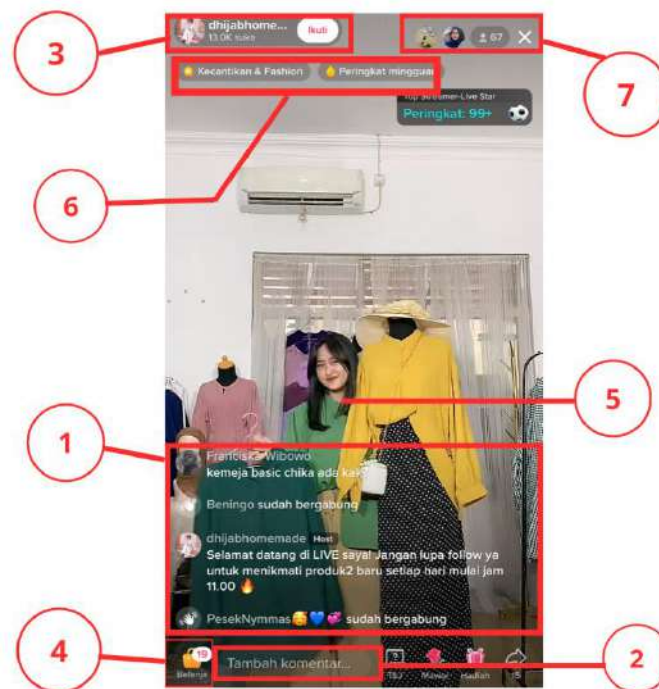 3
dhijabhome...
13.0K suka
Ikuti
67
7
Kecantikan & Fashion
Peringkat mingguan
Top Streamer-Live Star
Peringkat: 99+
6
5
1
Franciska Wibowo
kemeja basic chika ada kak?
Beningo sudah bergabung
dhijabhomemade Host
Selamat datang di LIVE saya! Jangan lupa follow ya
untuk menikmati produk2 baru setiap hari mulai jam
11.00
PesekNymmas sudah bergabung
4
19
Belanja
Tambah komentar...
Mawar
Hadiah
15
2